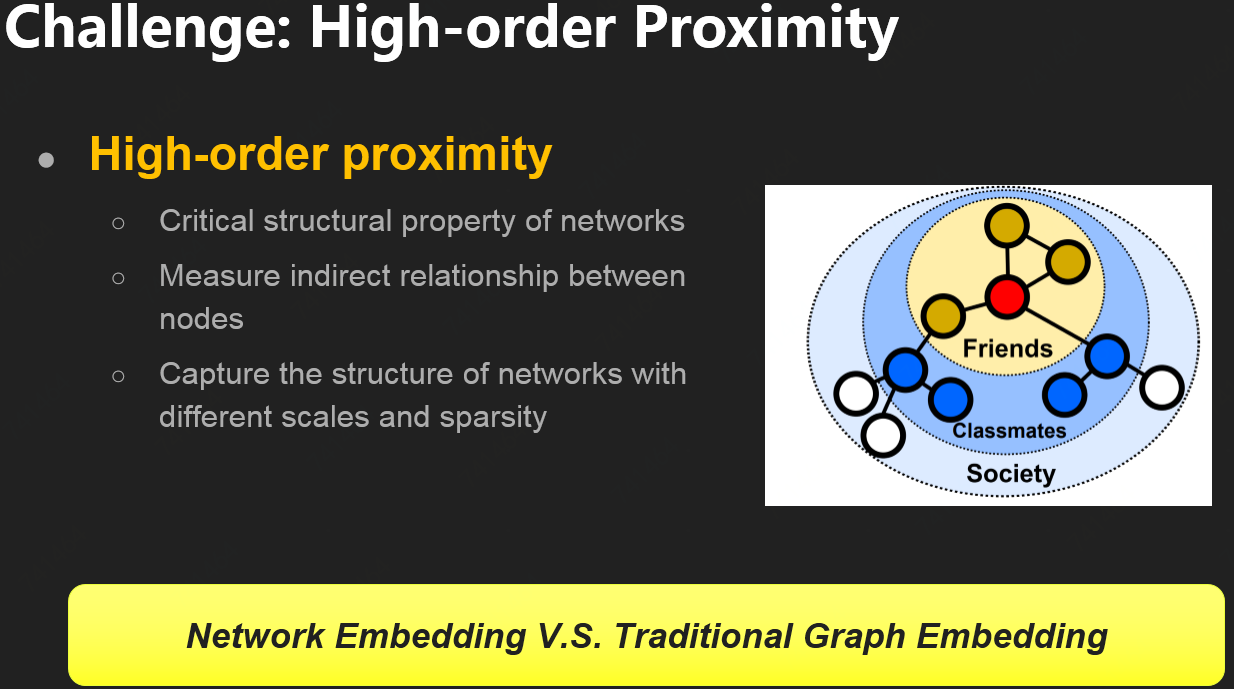 Challenge: High-order Proximity
High-order proximity
Critical structural property of networks
Measure indirect relationship between
nodes
Capture the structure of networks with
different scales and sparsity
Friends
Classmates
Society
Network Embedding V.S. Traditional Graph Embedding